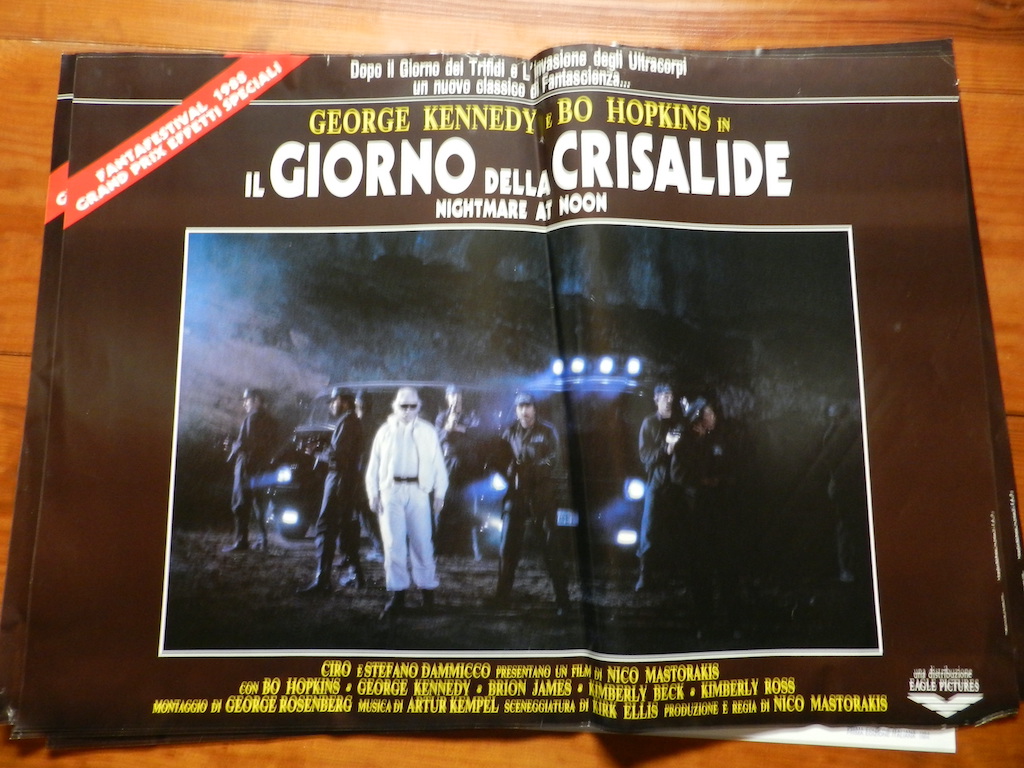 Dopo il Giorno dei Trifidi e L'Invasione degli Ultracorpi
un nuovo classico di Fantascienza...
FANTAFESTIVAL 1988
GRAND PRIX EFFETTI SPECIALI
GEORGE KENNEDY E BO HOPKINS IN
IL GIORNO DELLA CRISALIDE
NIGHTMARE AT NOON
CIRO E STEFANO DAMMICCO PRESENTANO UN FILM DI NICO MASTORAKIS
CON BO HOPKINS • GEORGE KENNEDY • BRION JAMES • KIMBERLY BECK • KIMBERLY ROSS
MONTAGGIO DI GEORGE ROSENBERG MUSICA DI ARTUR KEMPEL SCENEGGIATURA DI KIRK ELLIS PRODUZIONE E REGIA DI NICO MASTORAKIS
una distribuzione
EAGLE PICTURES